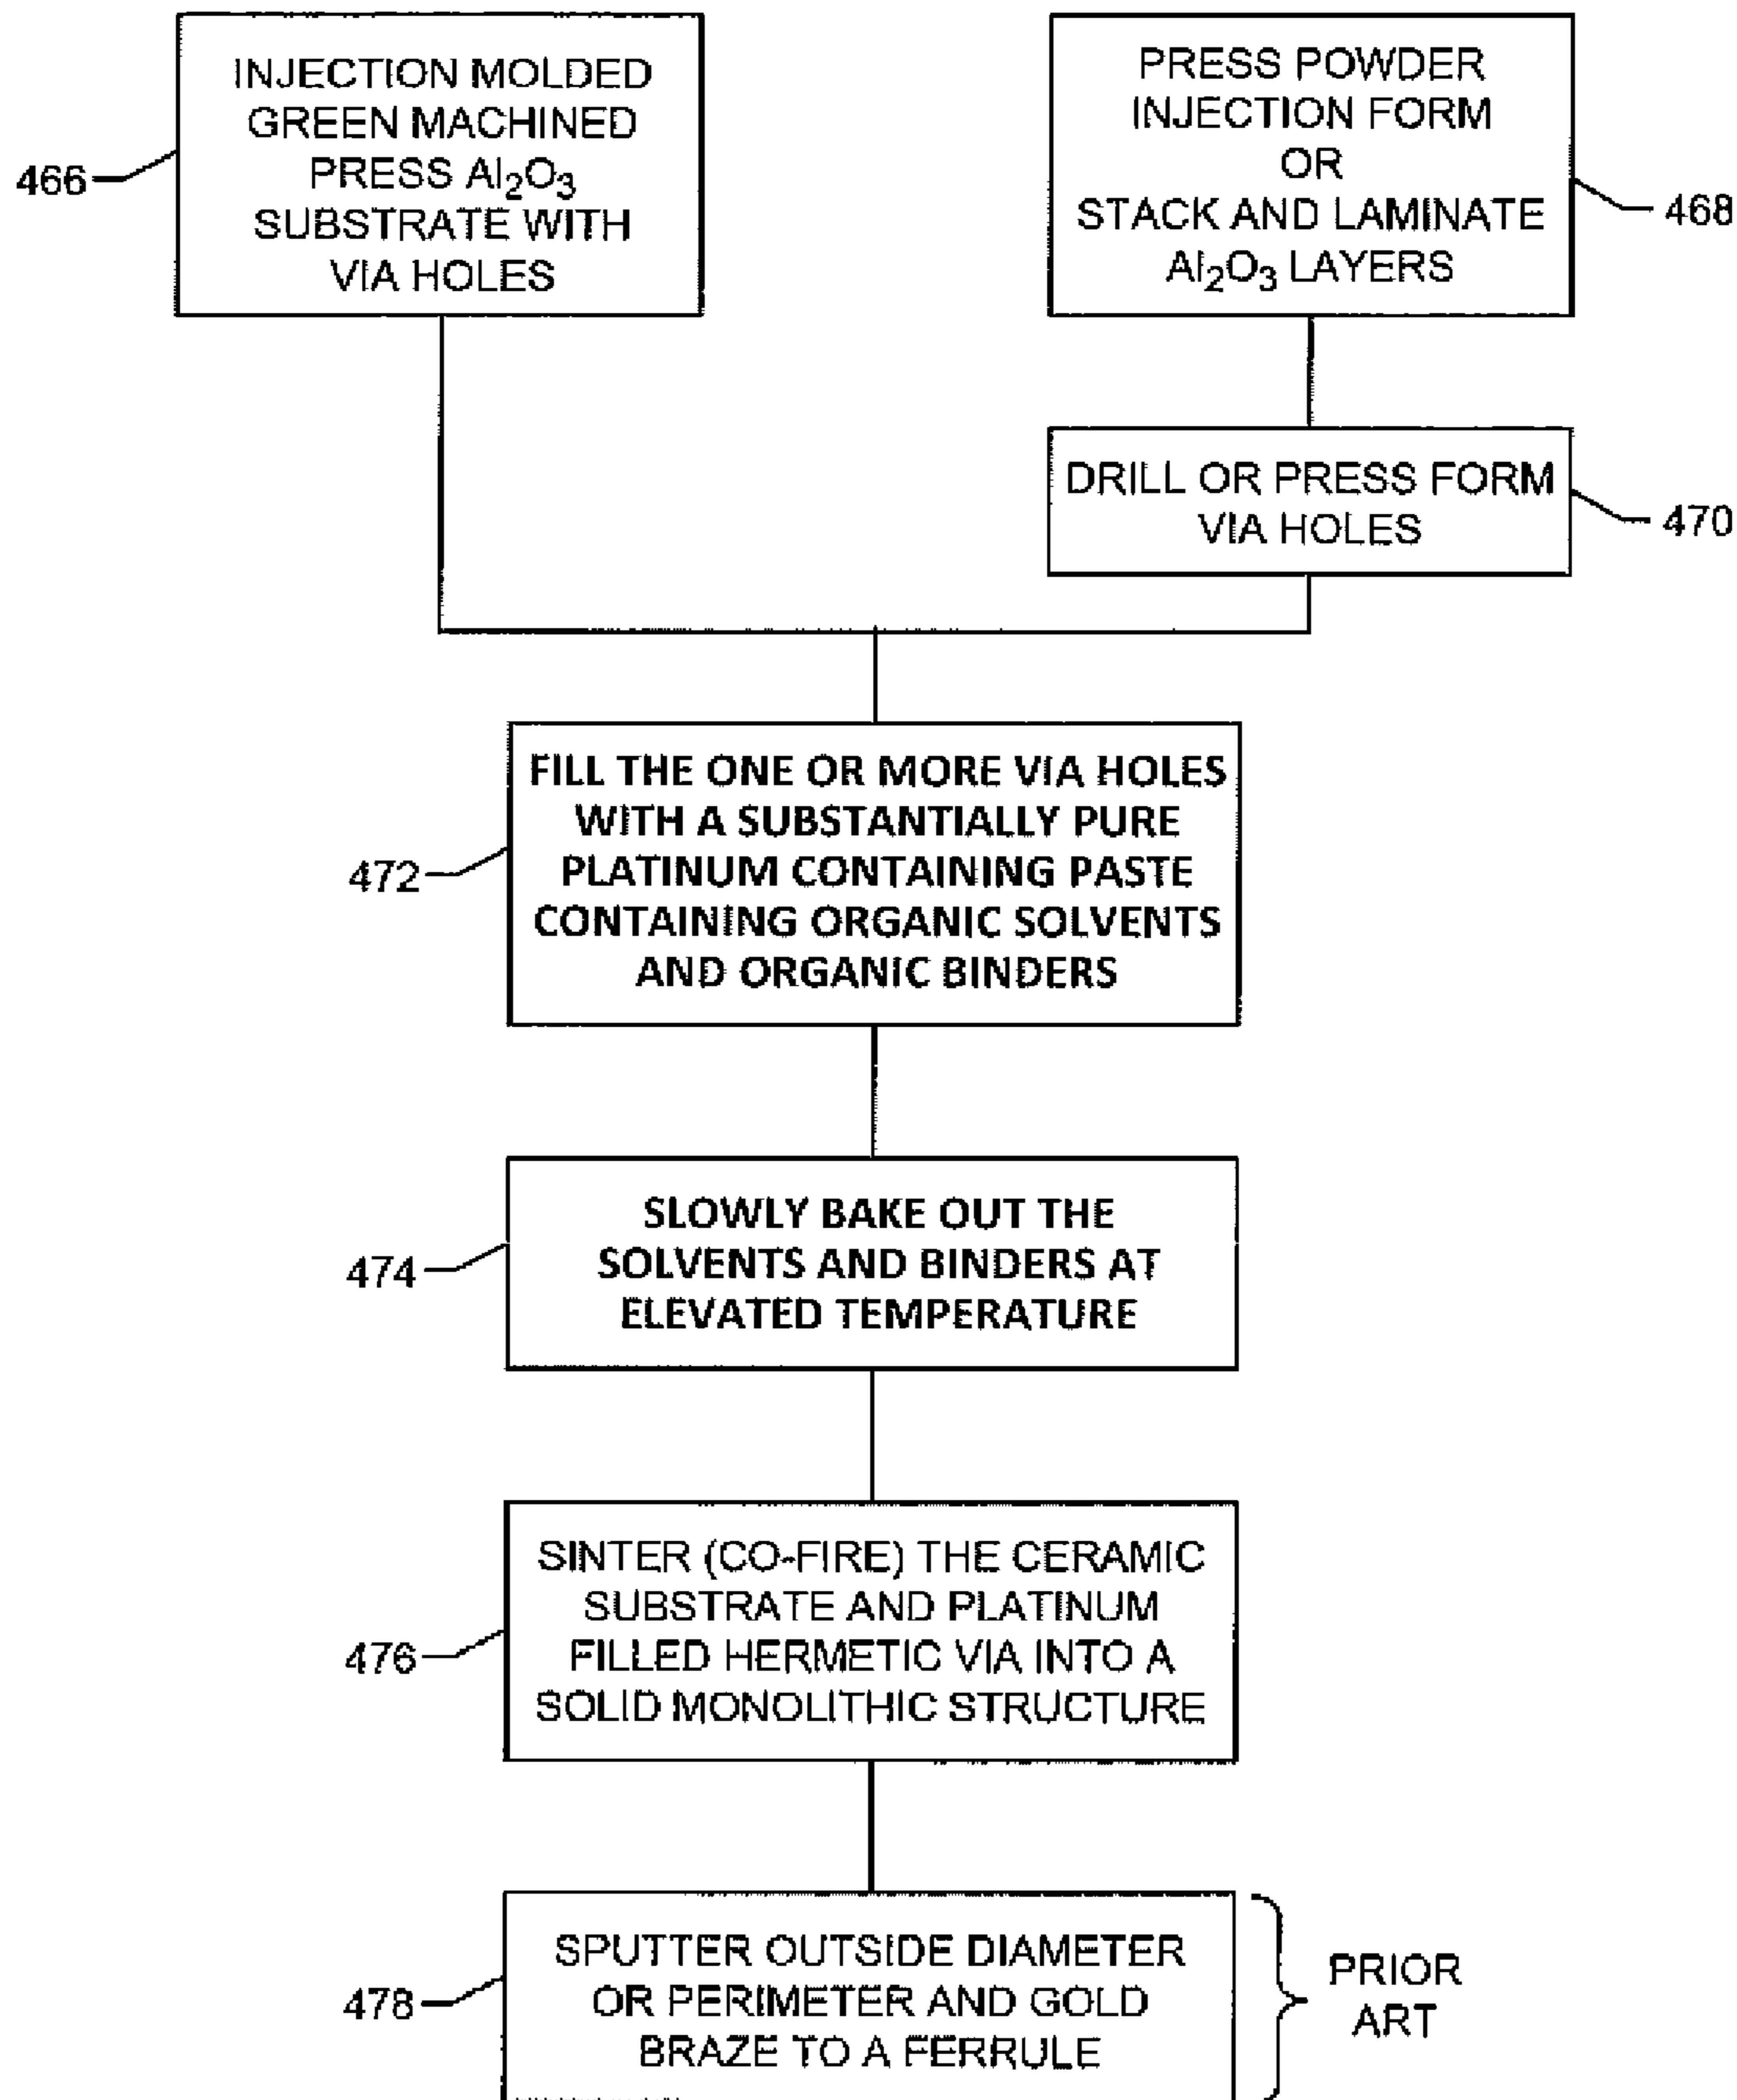 INJECTION MOLDED
GREEN MACHINED
PRESS Al₂O₃
SUBSTRATE WITH
VIA HOLES
466
PRESS POWDER
INJECTION FORM
OR
STACK AND LAMINATE
Al₂O₃ LAYERS
468
DRILL OR PRESS FORM
VIA HOLES
470
FILL THE ONE OR MORE VIA HOLES
WITH A SUBSTANTIALLY PURE
PLATINUM CONTAINING PASTE
CONTAINING ORGANIC SOLVENTS
AND ORGANIC BINDERS
472
SLOWLY BAKE OUT THE
SOLVENTS AND BINDERS AT
ELEVATED TEMPERATURE
474
SINTER (CO-FIRE) THE CERAMIC
SUBSTRATE AND PLATINUM
FILLED HERMETIC VIA INTO A
SOLID MONOLITHIC STRUCTURE
476
SPUTTER OUTSIDE DIAMETER
OR PERIMETER AND GOLD
BRAZE TO A FERRULE
478
PRIOR
ART